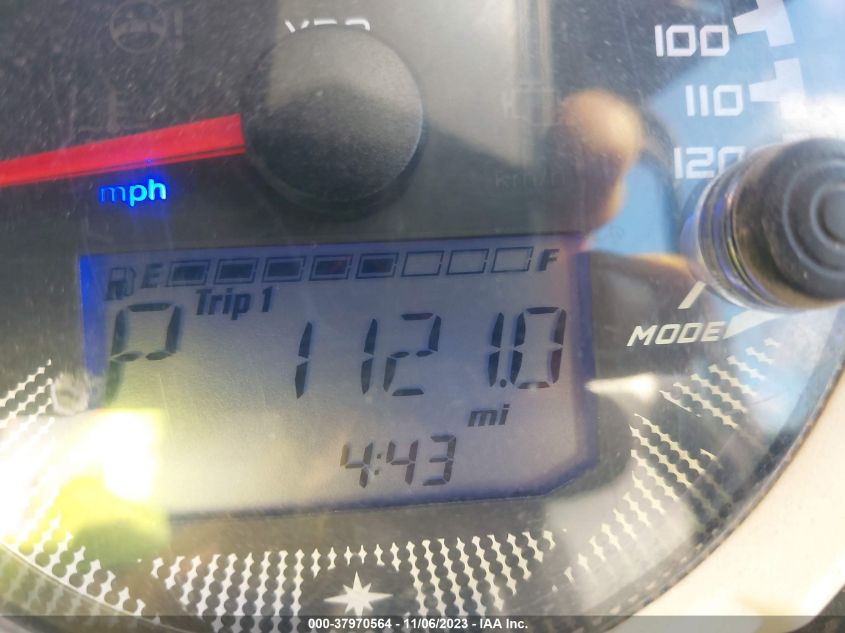 100
110
120
mph
km/h
E F
Trip 1
P 1121.0
MODE
mi
4:43
000-37970564 - 11/06/2023 - IAA Inc.